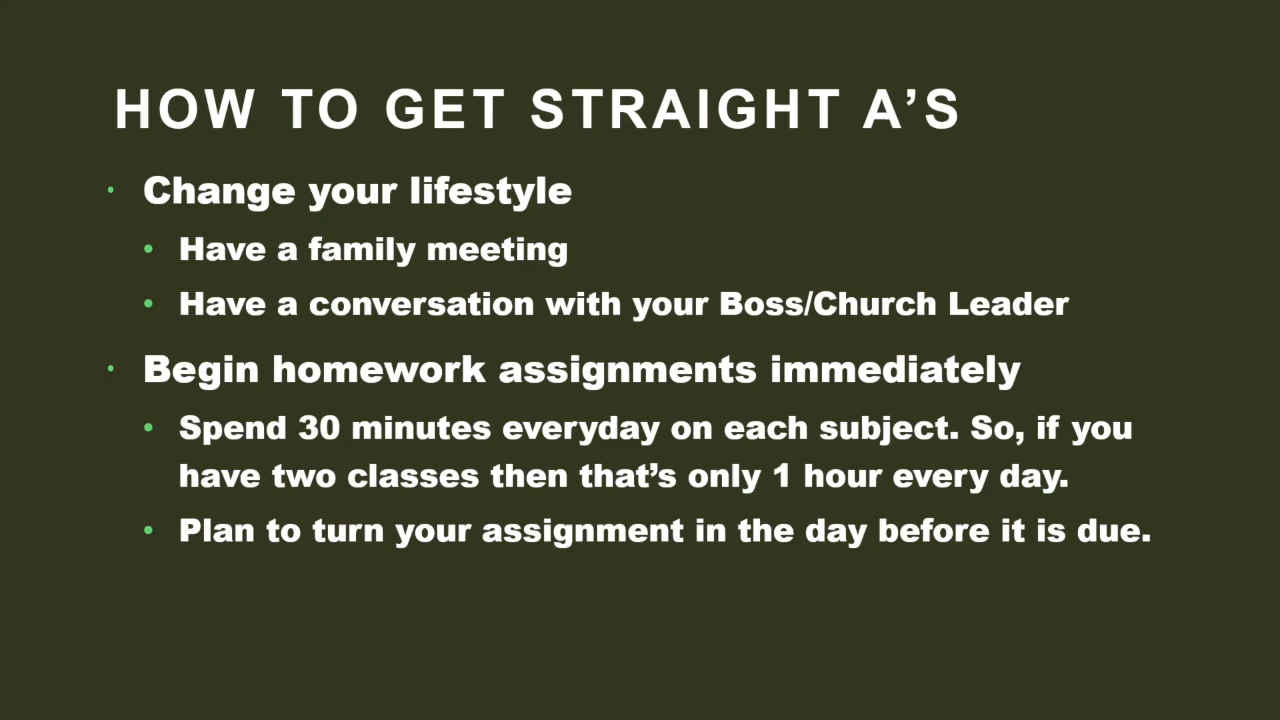 HOW TO GET STRAIGHT A’S
• Change your lifestyle
• Have a family meeting
• Have a conversation with your Boss/Church Leader
• Begin homework assignments immediately
• Spend 30 minutes everyday on each subject. So, if you
have two classes then that’s only 1 hour every day.
• Plan to turn your assignment in the day before it is due.